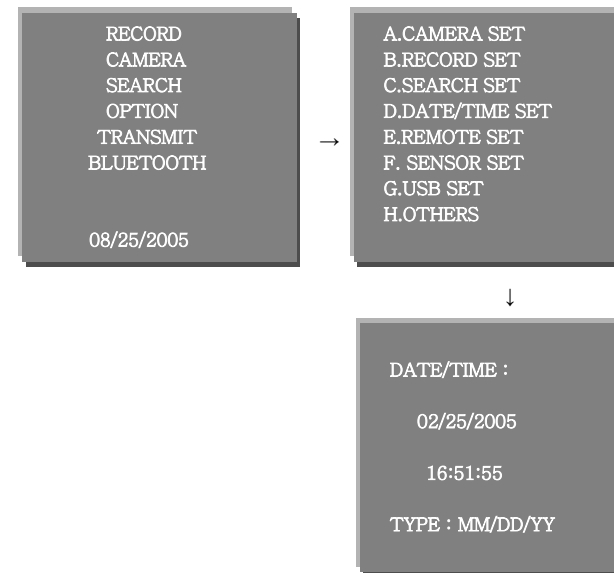 RECORD
CAMERA
SEARCH
OPTION
TRANSMIT
BLUETOOTH
08/25/2005
→
A.CAMERA SET
B.RECORD SET
C.SEARCH SET
D.DATE/TIME SET
E.REMOTE SET
F. SENSOR SET
G.USB SET
H.OTHERS
↓
DATE/TIME :
02/25/2005
16:51:55
TYPE : MM/DD/YY